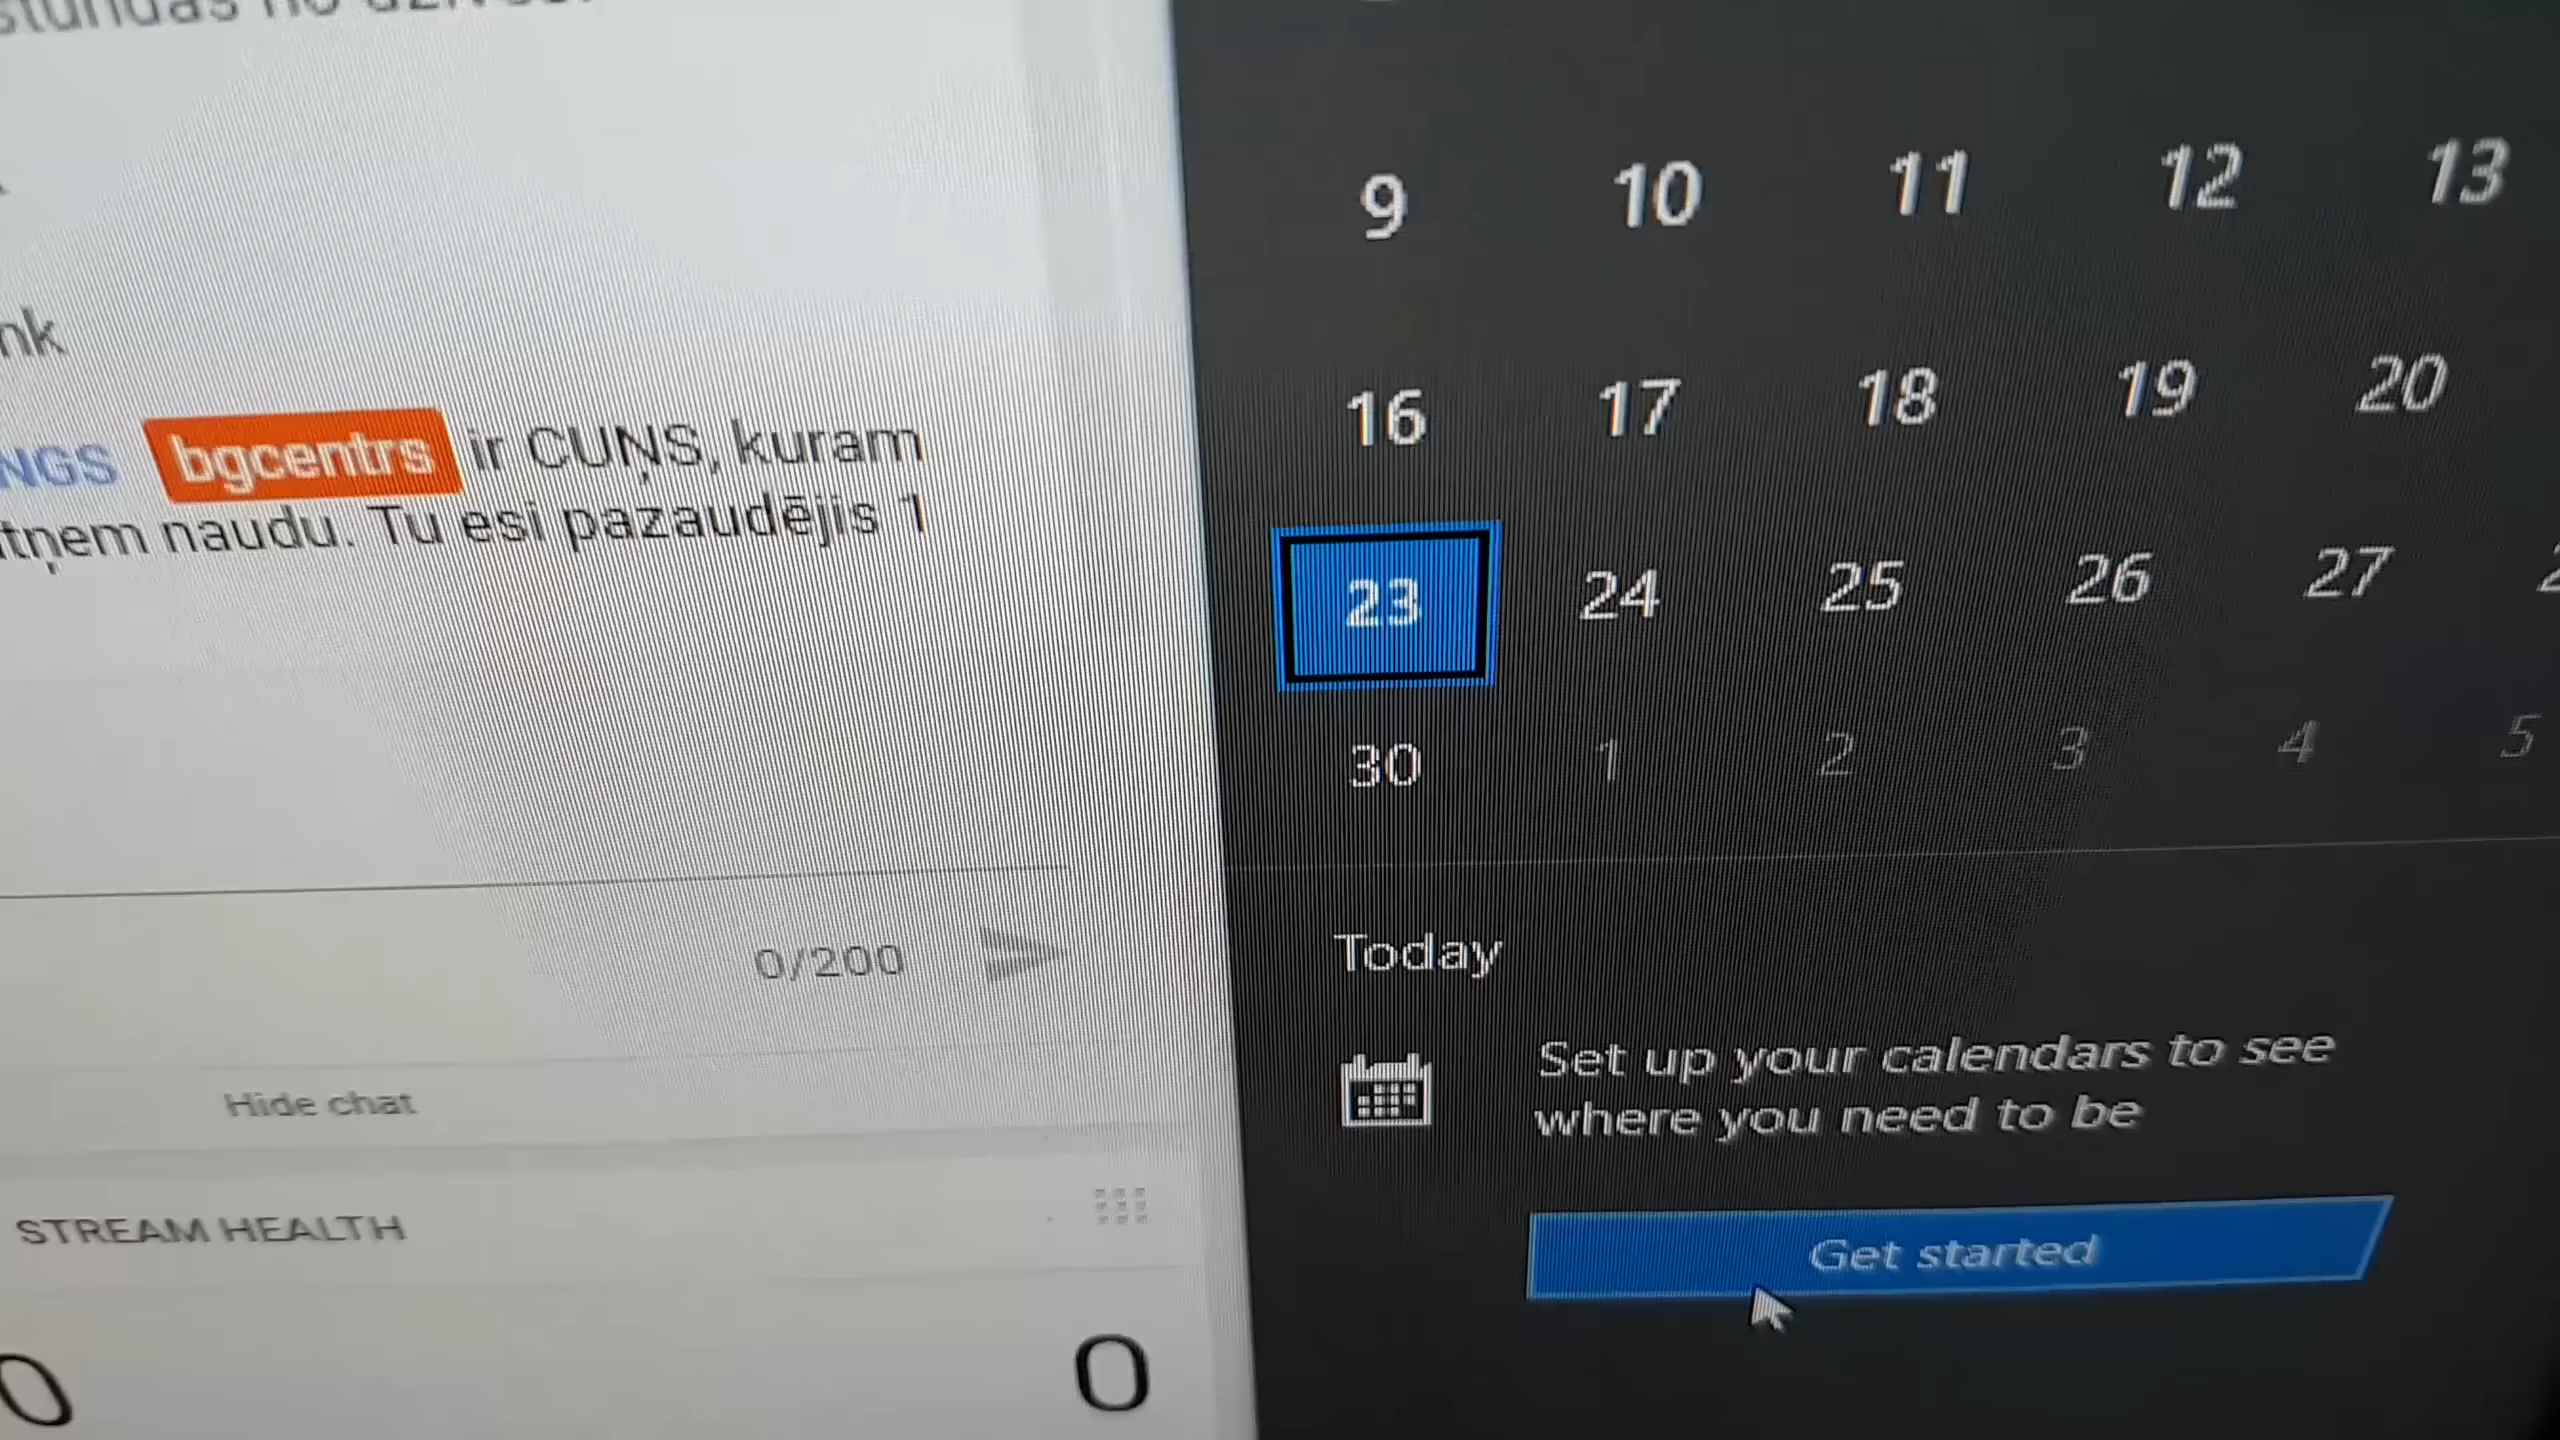 nk
NGS bgcentrs ir CUŅS, kuram
tņem naudu. Tu esi pazaudējis 1
0/200
Hide chat
STREAM HEALTH
0 0
9 10 11 12 13
16 17 18 19 20
23 24 25 26 27
30 1 2 3 4 5
Today
Set up your calendars to see
where you need to be
Get started